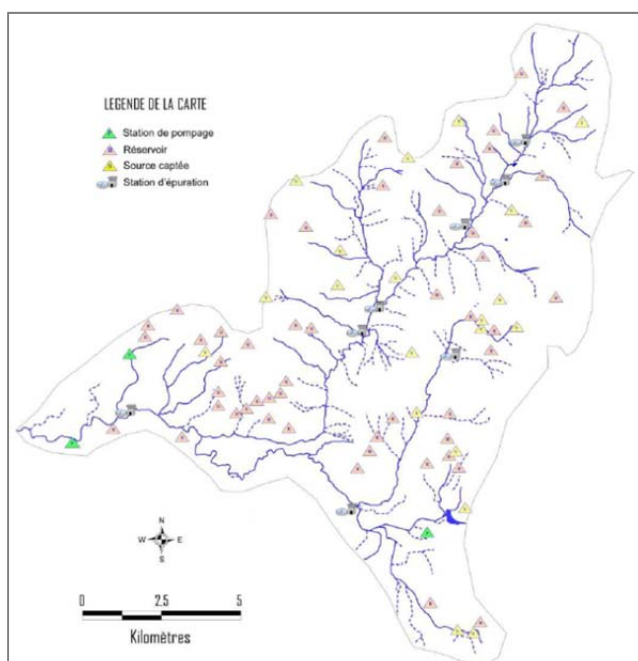 LEGENDE DE LA CARTE
Station de pompage
Réservoir
Source captée
Station d'épuration
N
W E
S
0 2.5 5
Kilomètres